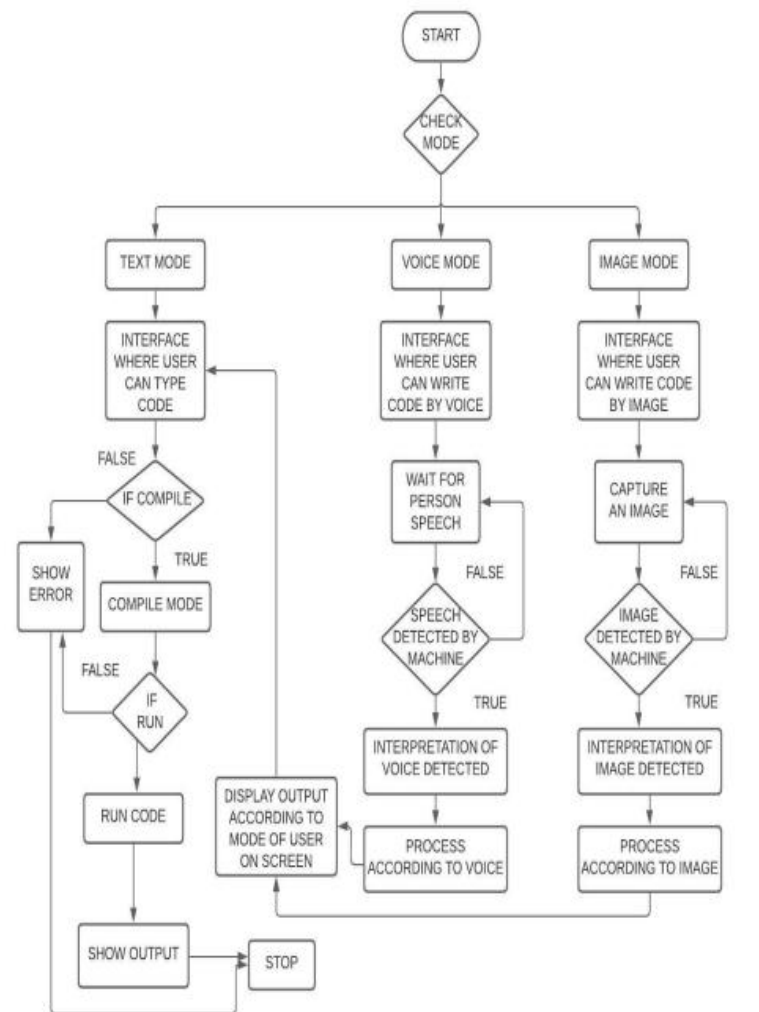 START
CHECK
MODE
TEXT MODE
VOICE MODE
IMAGE MODE
INTERFACE
WHERE USER
CAN TYPE
CODE
INTERFACE
WHERE USER
CAN WRITE
CODE BY VOICE
INTERFACE
WHERE USER
CAN WRITE CODE
BY IMAGE
FALSE
IF COMPILE
WAIT FOR
PERSON
SPEECH
CAPTURE
AN IMAGE
TRUE
SHOW
ERROR
COMPILE MODE
FALSE
FALSE
SPEECH
DETECTED BY
MACHINE
IMAGE
DETECTED BY
MACHINE
FALSE
IF
RUN
TRUE
TRUE
INTERPRETATION OF
VOICE DETECTED
INTERPRETATION OF
IMAGE DETECTED
RUN CODE
DISPLAY OUTPUT
ACCORDING TO
MODE OF USER
ON SCREEN
PROCESS
ACCORDING TO VOICE
PROCESS
ACCORDING TO IMAGE
SHOW OUTPUT
STOP